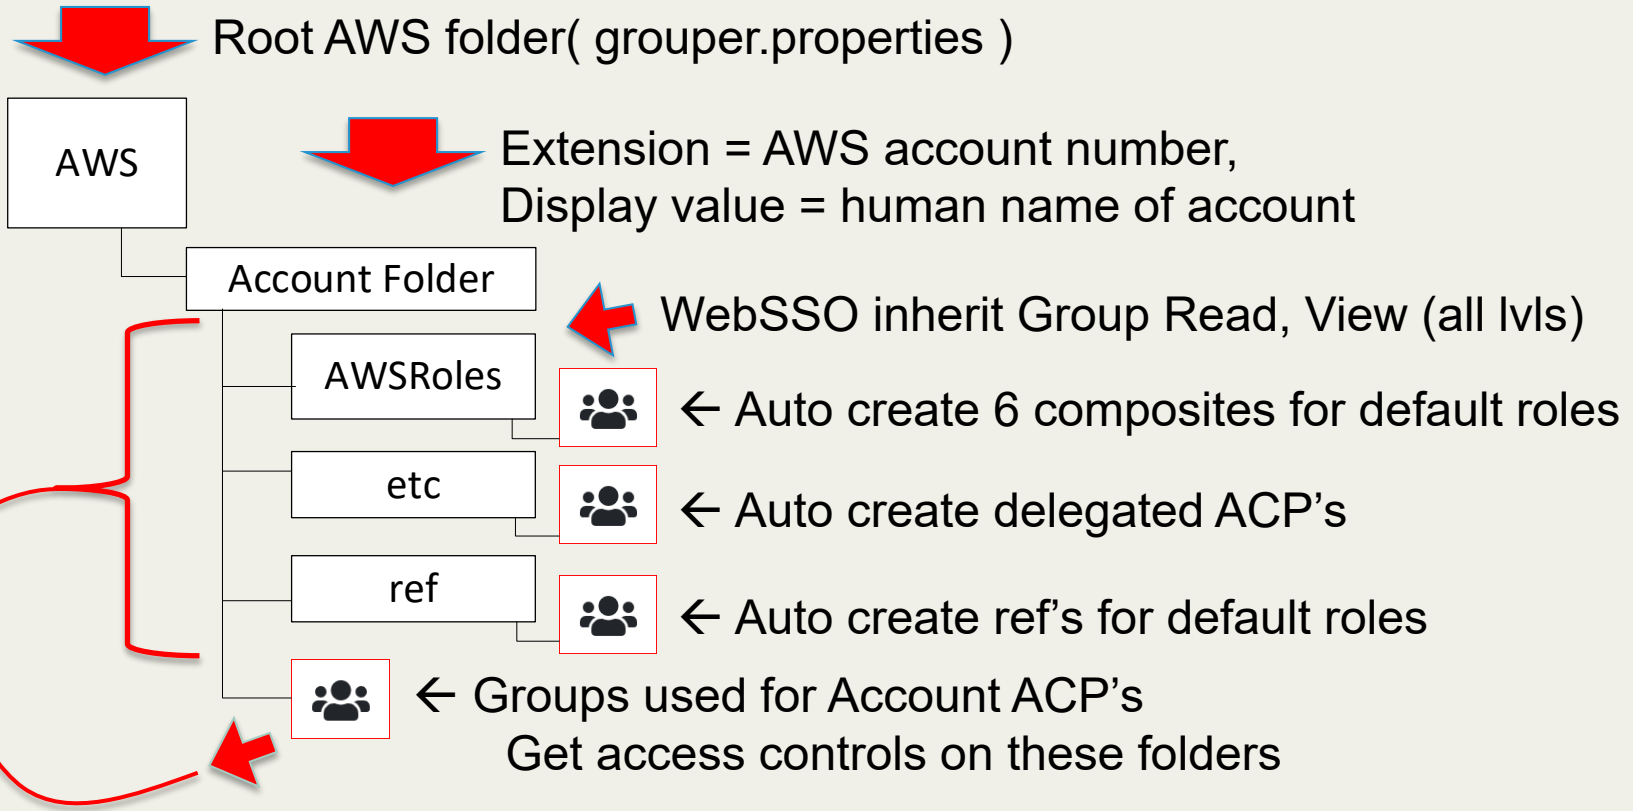 Root AWS folder( grouper.properties )
AWS
Extension = AWS account number,
Display value = human name of account
Account Folder
WebSSO inherit Group Read, View (all lvls)
AWSRoles
← Auto create 6 composites for default roles
etc
← Auto create delegated ACP’s
ref
← Auto create ref’s for default roles
← Groups used for Account ACP’s
Get access controls on these folders